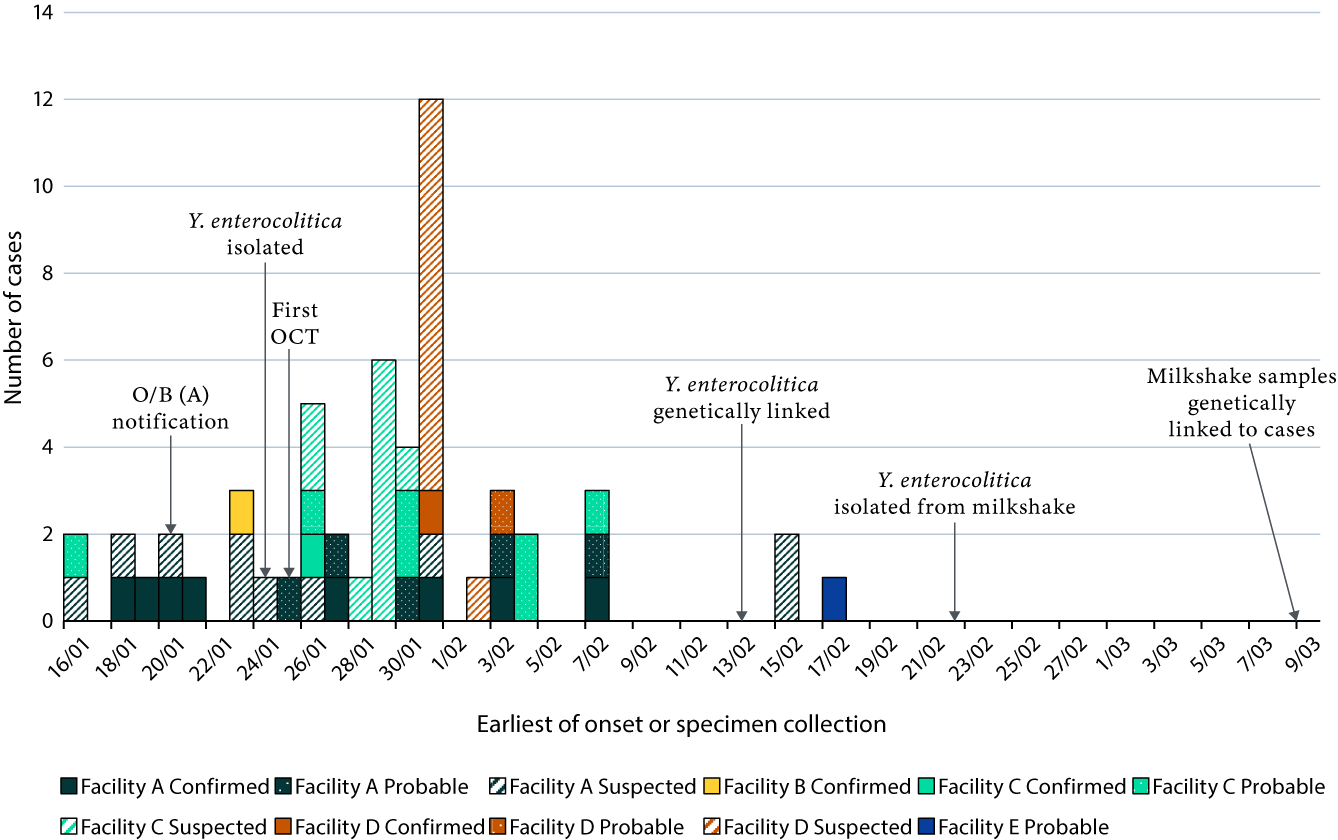 14
12
10
8
6
4
2
0
Number of cases
Y. enterocolitica
isolated
First
OCT
O/B (A)
notification
Y. enterocolitica
genetically linked
Y. enterocolitica
isolated from milkshake
Milkshake samples
genetically
linked to cases
16/01 18/01 20/01 22/01 24/01 26/01 28/01 30/01 1/02 3/02 5/02 7/02 9/02 11/02 13/02 15/02 17/02 19/02 21/02 23/02 25/02 27/02 1/03 3/03 5/03 7/03 9/03
Earliest of onset or specimen collection
Facility A Confirmed Facility A Probable Facility A Suspected Facility B Confirmed Facility C Confirmed Facility C Probable
Facility C Suspected Facility D Confirmed Facility D Probable Facility D Suspected Facility E Probable